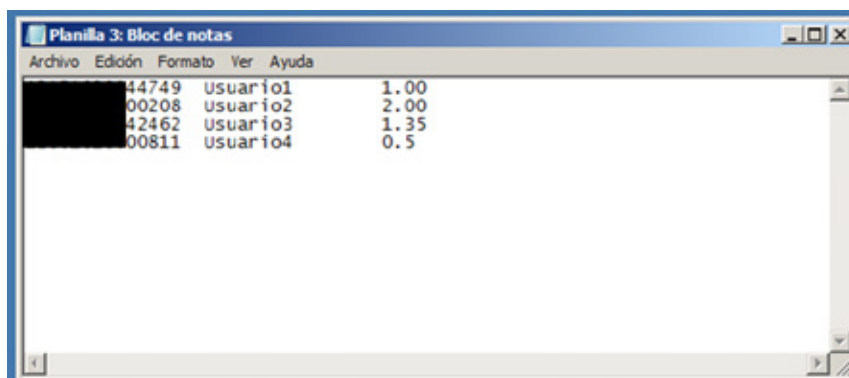 Planilla 3: Bloc de notas
Archivo Edición Formato Ver Ayuda
44749 Usuario1 1.00
00208 Usuario2 2.00
42462 Usuario3 1.35
00811 Usuario4 0.5